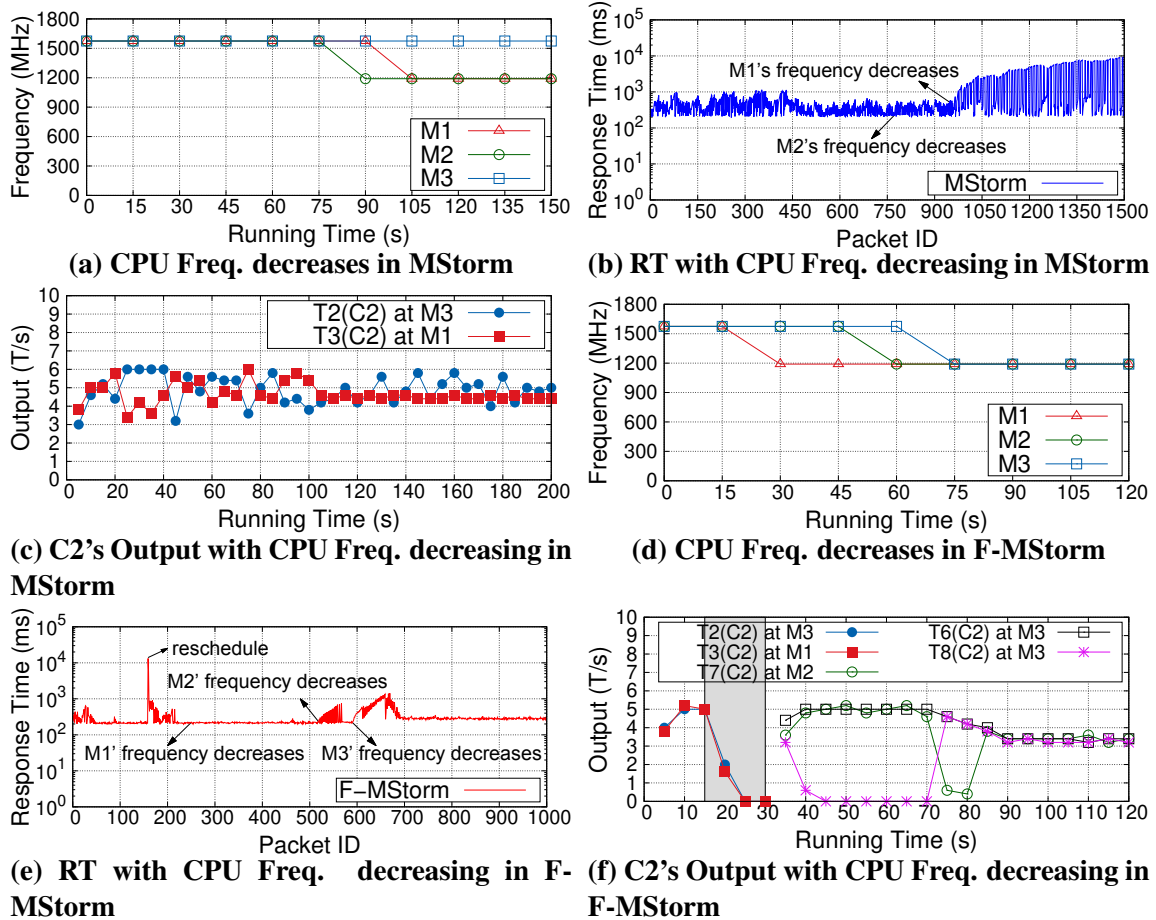 1800
1500
1200
900
600
300
0
Frequency (MHz)
M1
M2
M3
0 15 30 45 60 75 90 105 120 135 150
Running Time (s)
(a) CPU Freq. decreases in MStorm
10^5
10^4
10^3
10^2
10^1
10^0
Response Time (ms)
M1's frequency decreases
M2's frequency decreases
MStorm
0 150 300 450 600 750 900 1050 1200 1350 1500
Packet ID
(b) RT with CPU Freq. decreasing in MStorm
10
9
8
7
6
5
4
3
2
1
0
Output (T/s)
T2(C2) at M3
T3(C2) at M1
0 20 40 60 80 100 120 140 160 180 200
Running Time (s)
(c) C2's Output with CPU Freq. decreasing in
MStorm
1800
1500
1200
900
600
300
0
Frequency (MHz)
M1
M2
M3
0 15 30 45 60 75 90 105 120
Running Time (s)
(d) CPU Freq. decreases in F-MStorm
10^5
10^4
10^3
10^2
10^1
10^0
Response Time (ms)
reschedule
M2' frequency decreases
M1' frequency decreases
M3' frequency decreases
F-MStorm
0 100 200 300 400 500 600 700 800 900 1000
Packet ID
(e) RT with CPU Freq. decreasing in F-
MStorm
10
9
8
7
6
5
4
3
2
1
0
Output (T/s)
T2(C2) at M3
T3(C2) at M1
T7(C2) at M2
T6(C2) at M3
T8(C2) at M3
0 10 20 30 40 50 60 70 80 90 100 110 120
Running Time (s)
(f) C2's Output with CPU Freq. decreasing in
F-MStorm